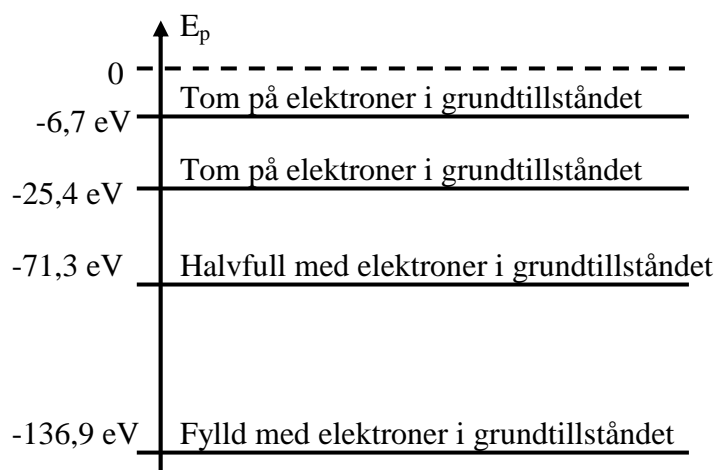 E_p
0
Tom på elektroner i grundtillståndet
-6,7 eV
Tom på elektroner i grundtillståndet
-25,4 eV
-71,3 eV Halvfull med elektroner i grundtillståndet
-136,9 eV Fylld med elektroner i grundtillståndet